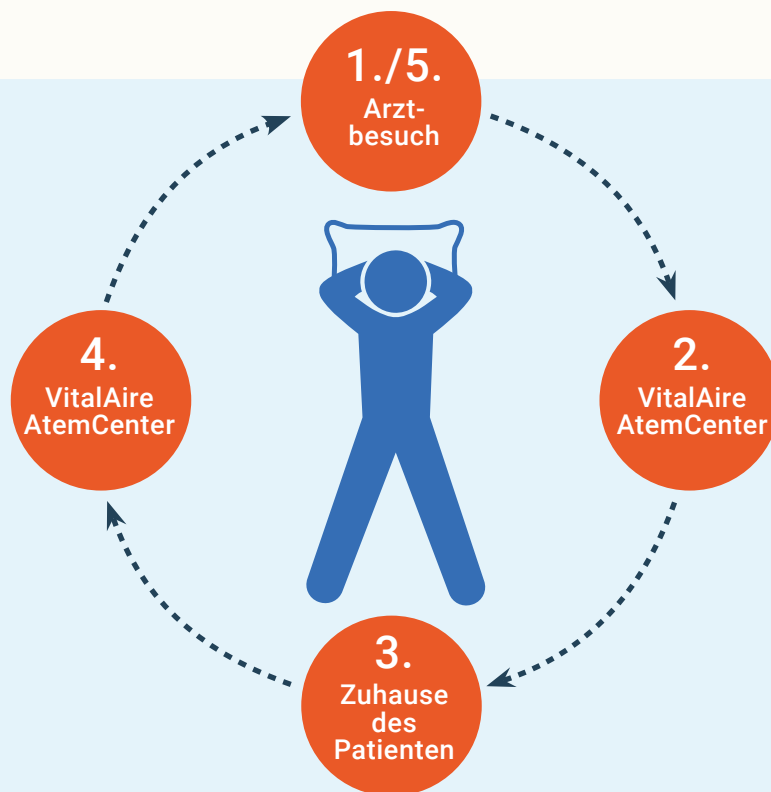 1./5.
Arzt-
besuch
2.
VitalAire
AtemCenter
3.
Zuhause
des
Patienten
4.
VitalAire
AtemCenter